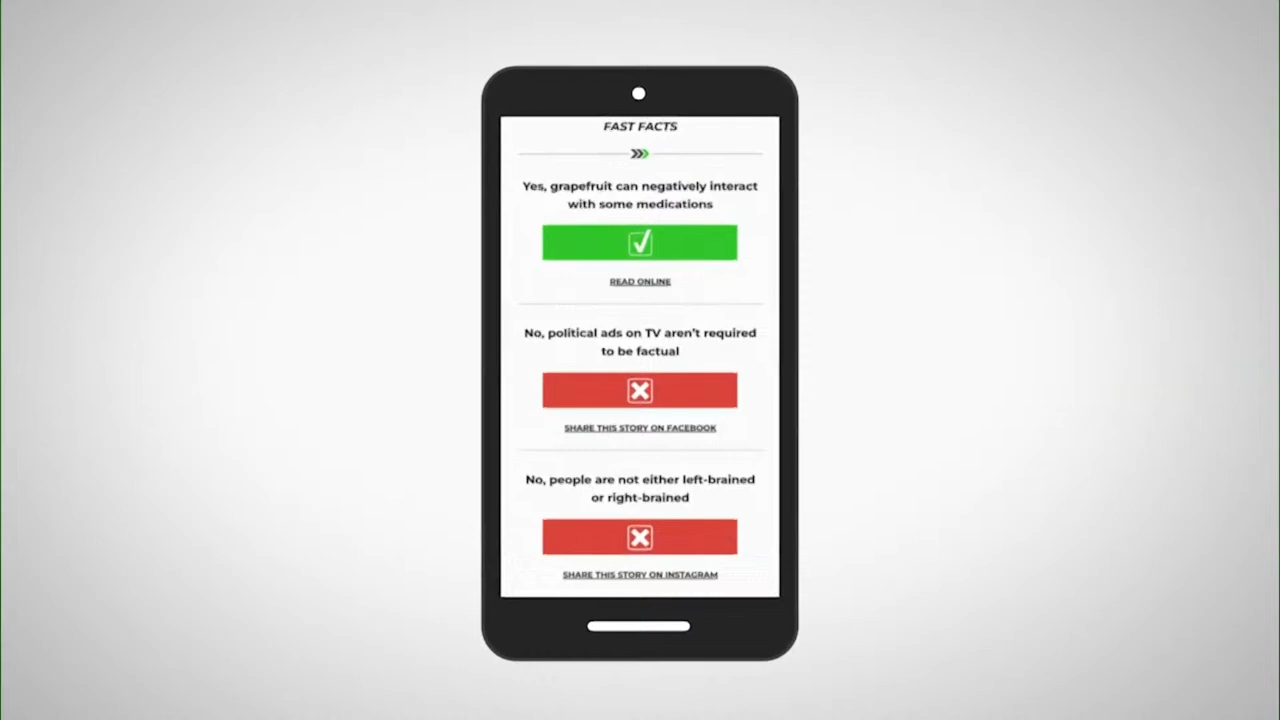 FAST FACTS
Yes, grapefruit can negatively interact
with some medications
READ ONLINE
No, political ads on TV aren't required
to be factual
SHARE THIS STORY ON FACEBOOK
No, people are not either left-brained
or right-brained
SHARE THIS STORY ON INSTAGRAM